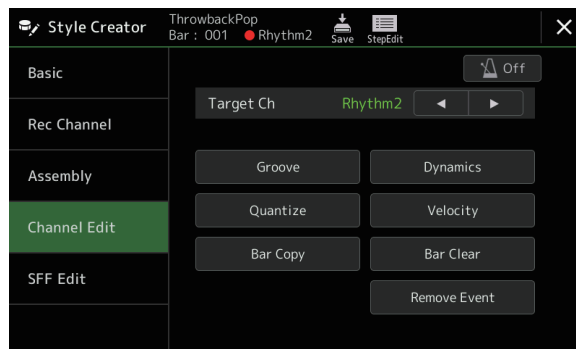 Style Creator
ThrowbackPop
Bar : 001 Rhythm2
Save
StepEdit
Basic
Off
Target Ch Rhythm2
Rec Channel
Assembly
Groove
Dynamics
Channel Edit
Quantize
Velocity
Bar Copy
Bar Clear
SFF Edit
Remove Event